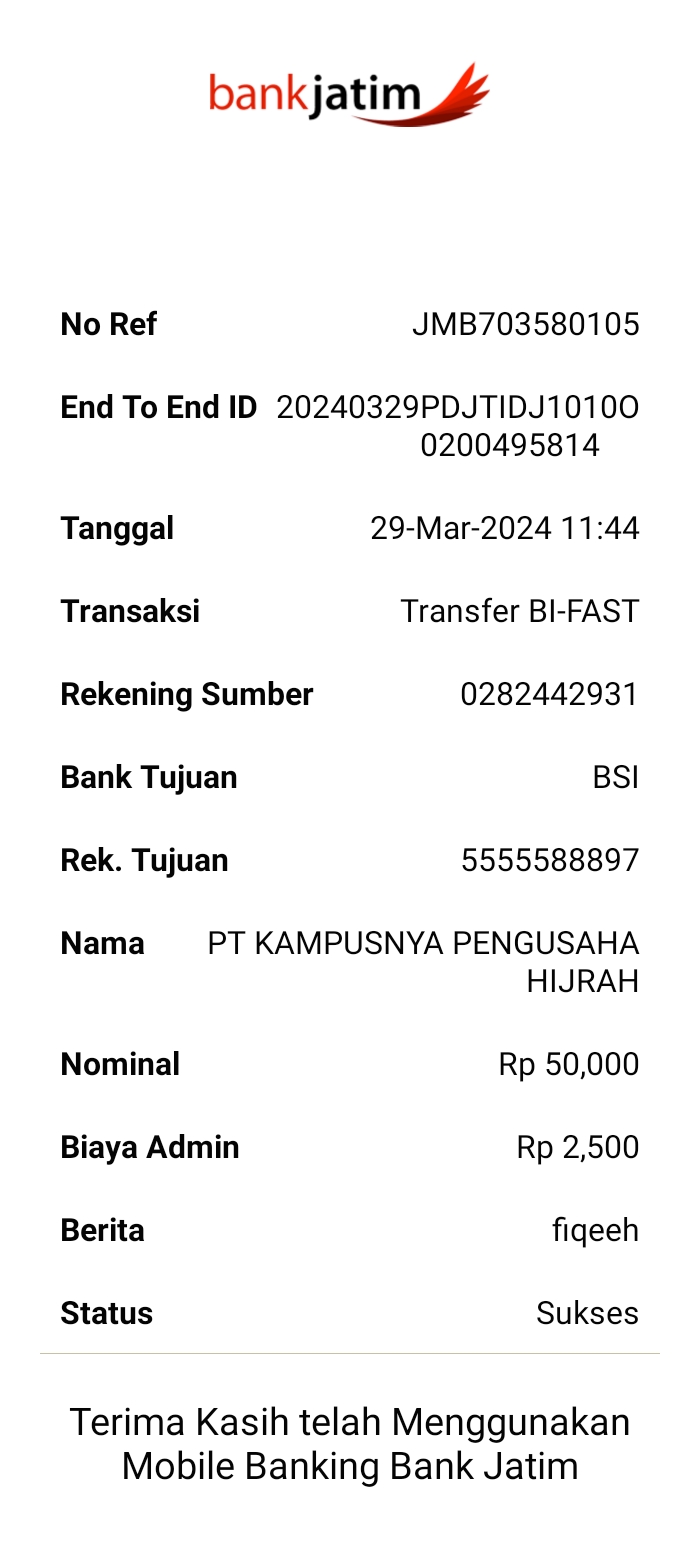 bankjatim
No Ref JMB703580105
End To End ID 20240329PDJTIDJ1010O
0200495814
Tanggal 29-Mar-2024 11:44
Transaksi Transfer BI-FAST
Rekening Sumber 0282442931
Bank Tujuan BSI
Rek. Tujuan 5555588897
Nama PT KAMPUSNYA PENGUSAHA
HIJRAH
Nominal Rp 50,000
Biaya Admin Rp 2,500
Berita fiqeeh
Status Sukses
Terima Kasih telah Menggunakan
Mobile Banking Bank Jatim